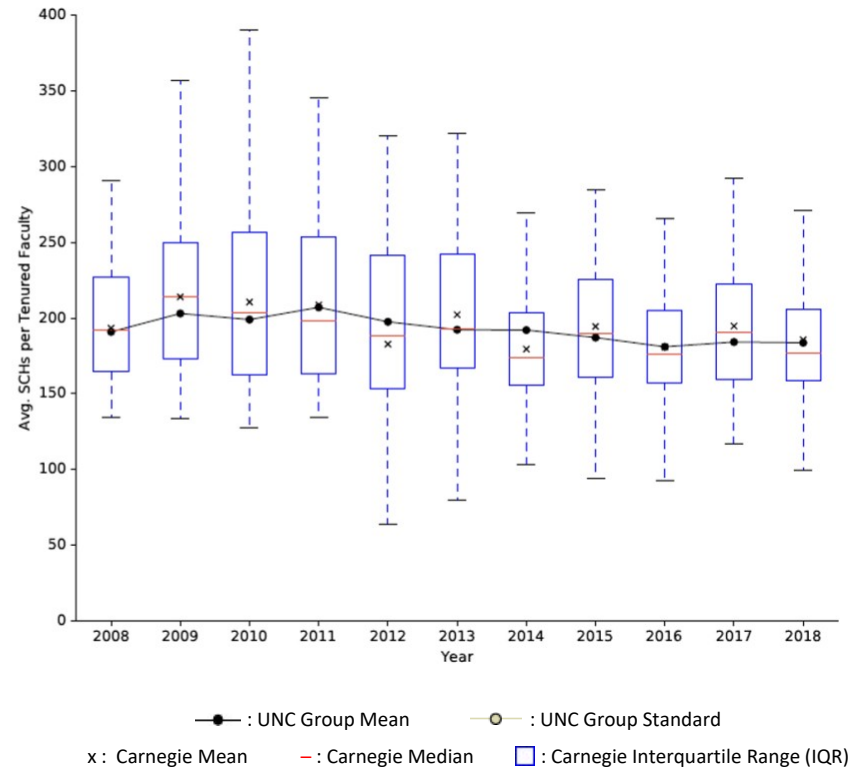 400
350
300
250
200
150
100
50
0
Avg. SCHs per Tenured Faculty
2008 2009 2010 2011 2012 2013 2014 2015 2016 2017 2018
Year
: UNC Group Mean : UNC Group Standard
x : Carnegie Mean – : Carnegie Median : Carnegie Interquartile Range (IQR)